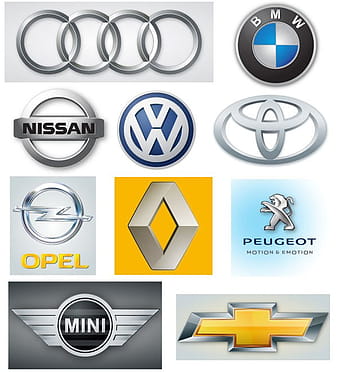 BMW
NISSAN
OPEL
PEUGEOT
MOTION & EMOTION
MINI